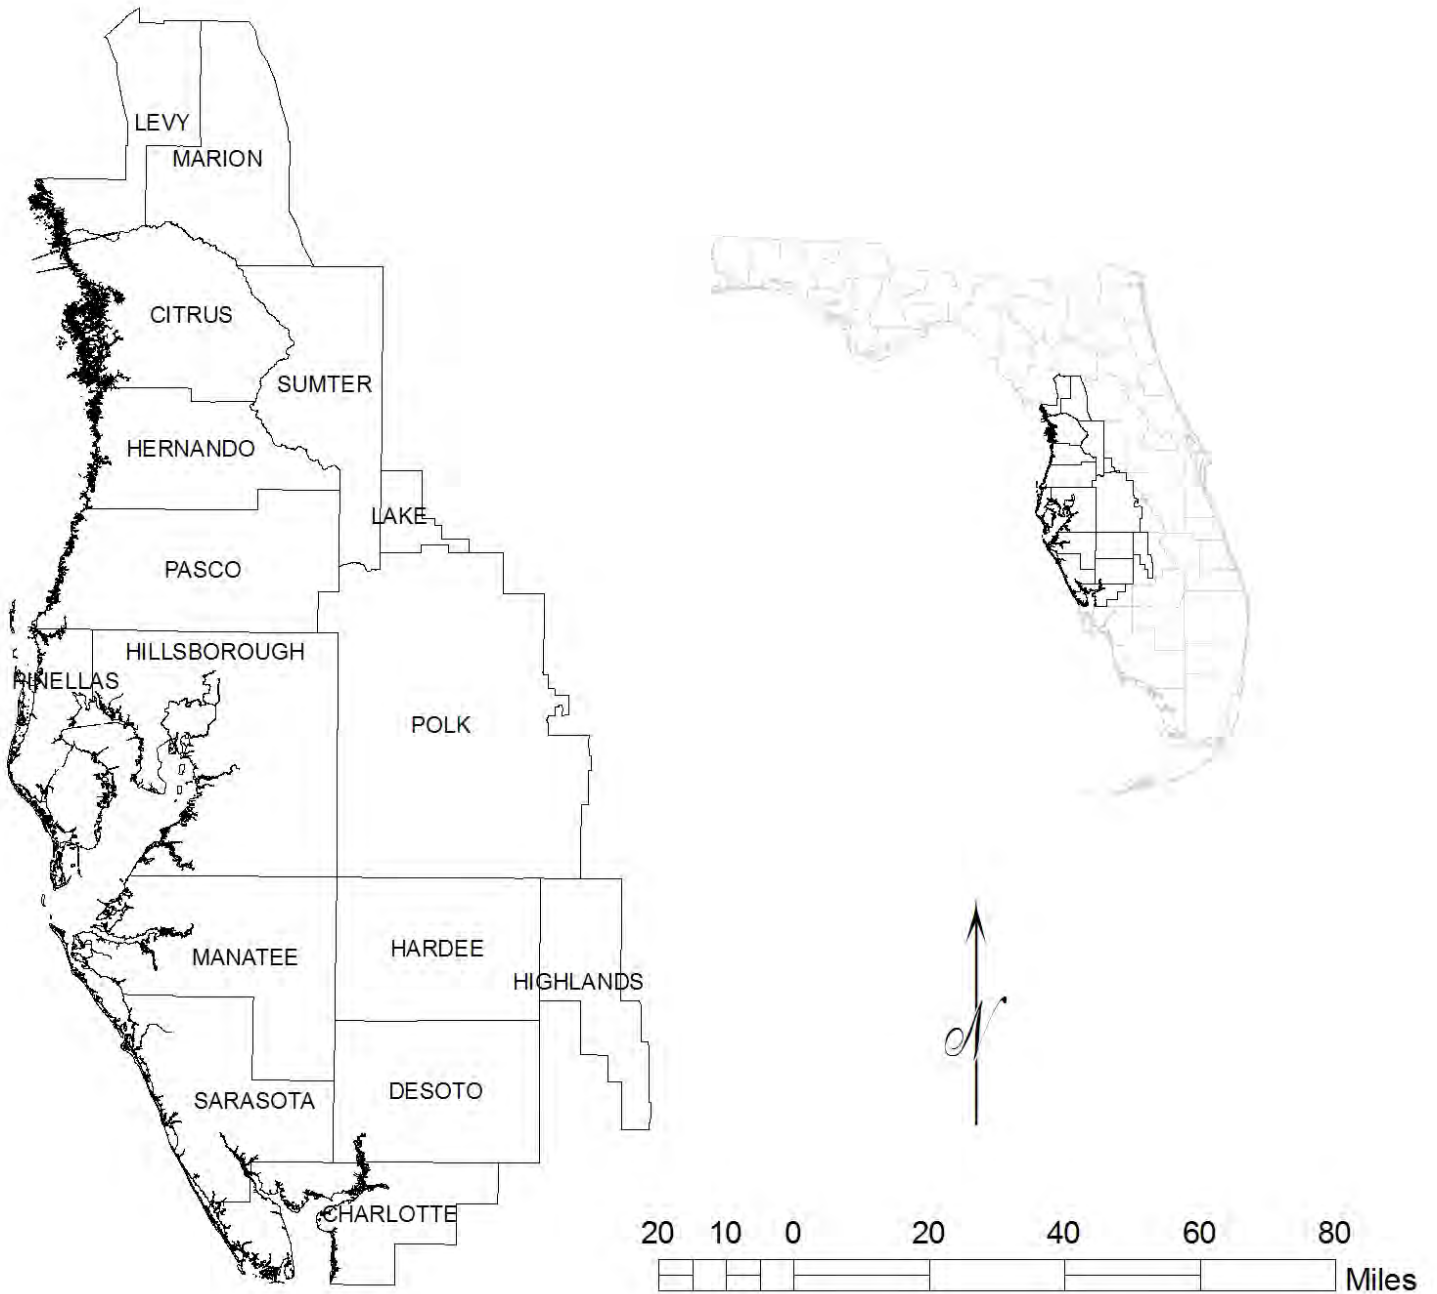 LEVY
MARION
CITRUS
SUMTER
HERNANDO
LAKE
PASCO
HILLSBOROUGH
PINELLAS
POLK
MANATEE
HARDEE
HIGHLANDS
DESOTO
SARASOTA
CHARLOTTE
N
20 10 0 20 40 60 80
Miles